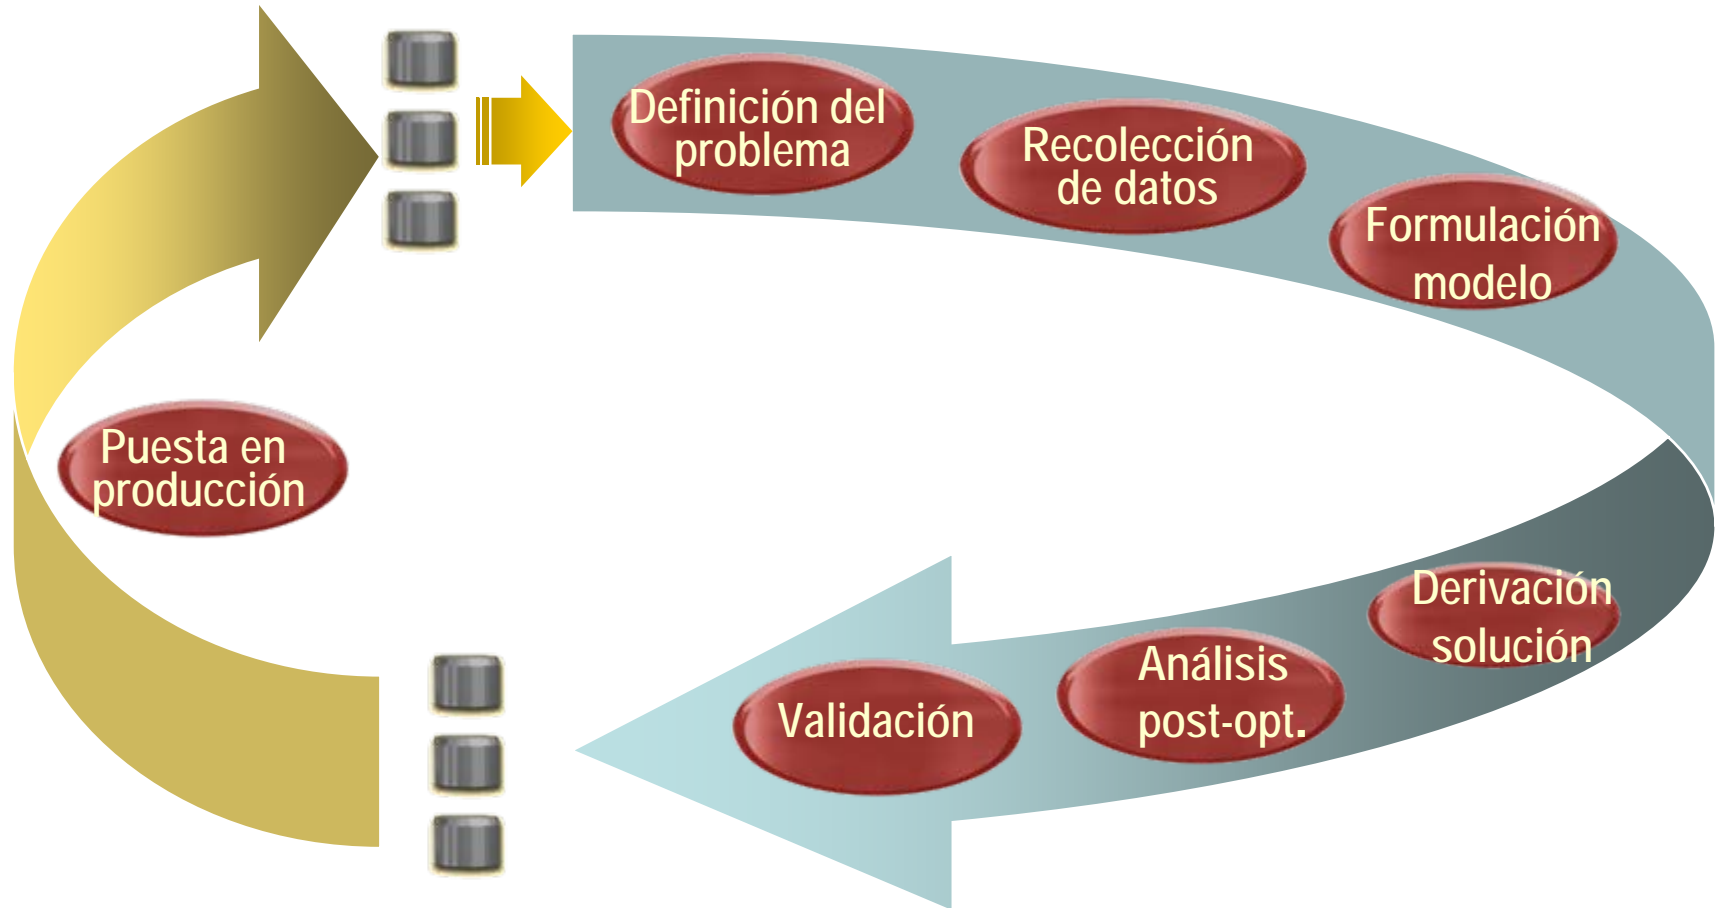 Definición del
problema
Recolección
de datos
Formulación
modelo
Derivación
solución
Análisis
post-opt.
Validación
Puesta en
producción